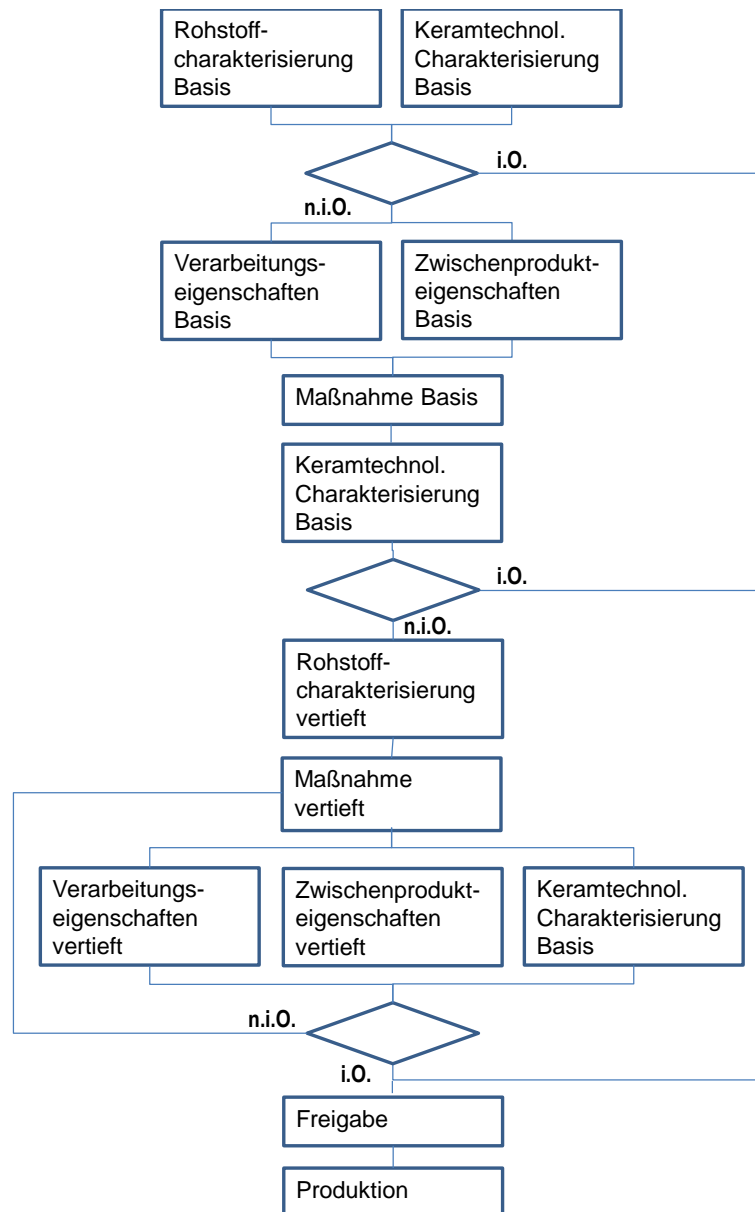 Rohstoff-
charakterisierung
Basis
Keramtechnol.
Charakterisierung
Basis
i.O.
n.i.O.
Verarbeitungs-
eigenschaften
Basis
Zwischenprodukt-
eigenschaften
Basis
Maßnahme Basis
Keramtechnol.
Charakterisierung
Basis
i.O.
n.i.O.
Rohstoff-
charakterisierung
vertieft
Maßnahme
vertieft
Verarbeitungs-
eigenschaften
vertieft
Zwischenprodukt-
eigenschaften
vertieft
Keramtechnol.
Charakterisierung
Basis
n.i.O.
i.O.
Freigabe
Produktion